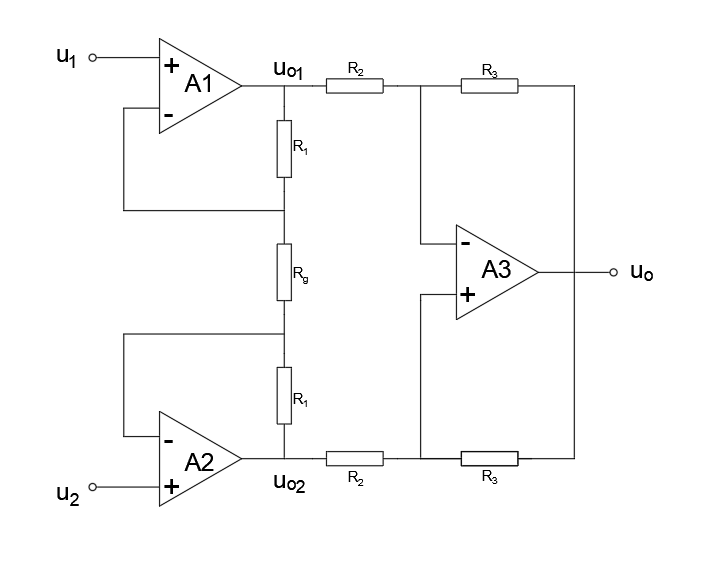 u1
+
A1
-
uo1
R2
R3
R1
Rg
-
A3
+
uo
R1
-
A2
+
u2
uo2
R2
R3